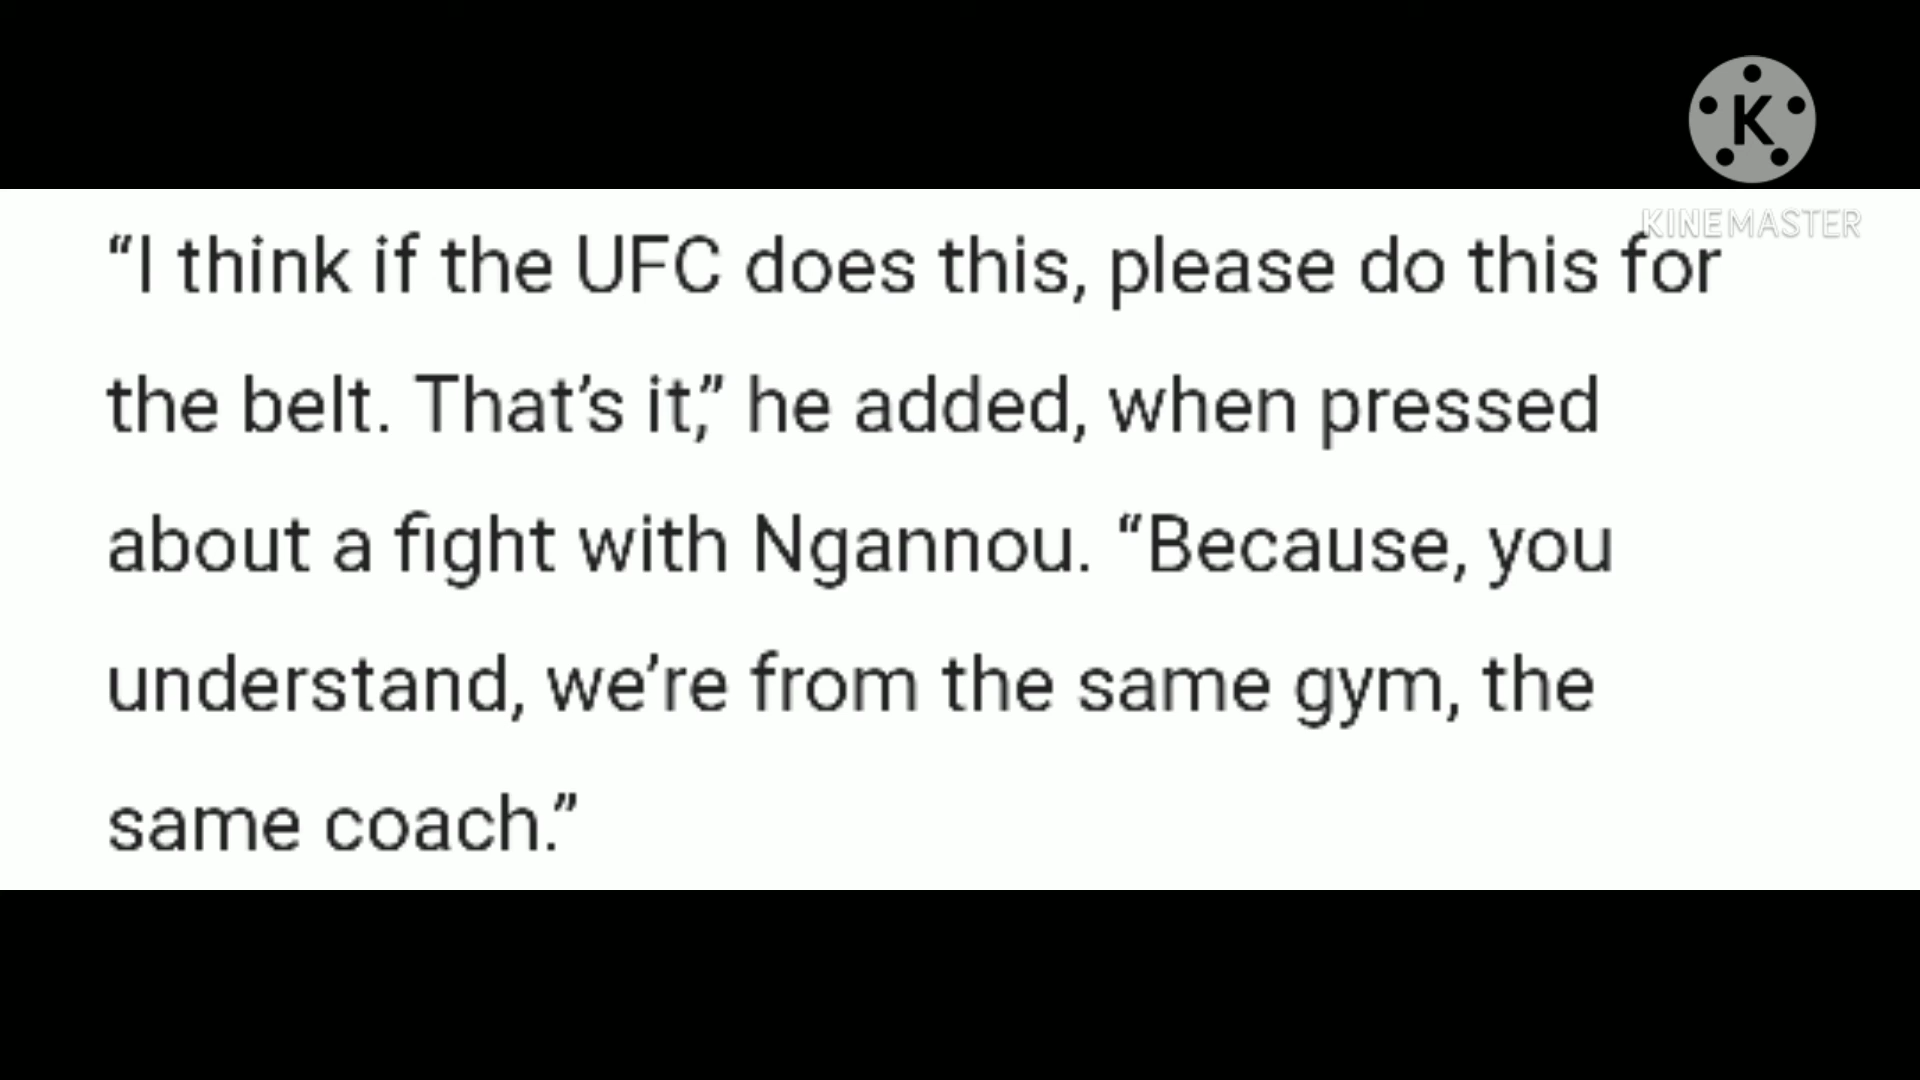 K
KINEMASTER
“I think if the UFC does this, please do this for
the belt. That’s it,” he added, when pressed
about a fight with Ngannou. “Because, you
understand, we’re from the same gym, the
same coach.”